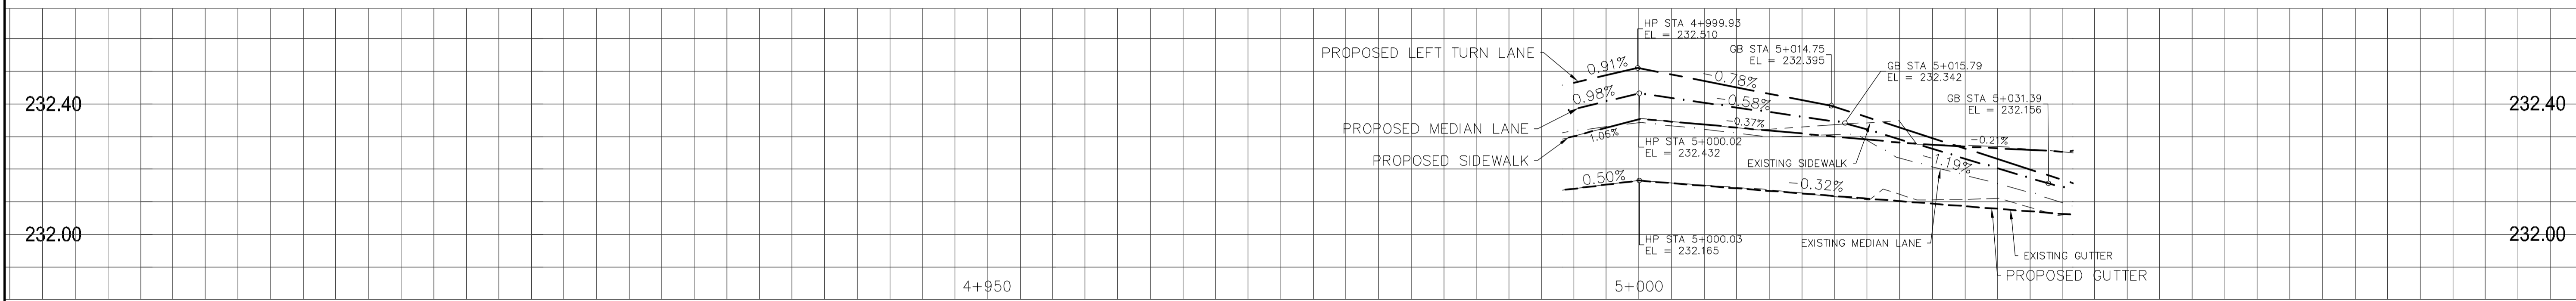 HP STA 4+999.93
EL = 232.510
PROPOSED LEFT TURN LANE
GB STA 5+014.75
EL = 232.395
0.91%
-0.78%
GB STA 5+015.79
EL = 232.342
232.40
0.98%
-0.58%
GB STA 5+031.39
EL = 232.156
232.40
PROPOSED MEDIAN LANE
1.06%
-0.37%
HP STA 5+000.02
EL = 232.432
-0.21%
PROPOSED SIDEWALK
EXISTING SIDEWALK
-1.19%
0.50%
-0.32%
232.00
HP STA 5+000.03
EL = 232.165
EXISTING MEDIAN LANE
232.00
EXISTING GUTTER
PROPOSED GUTTER
4+950
5+000